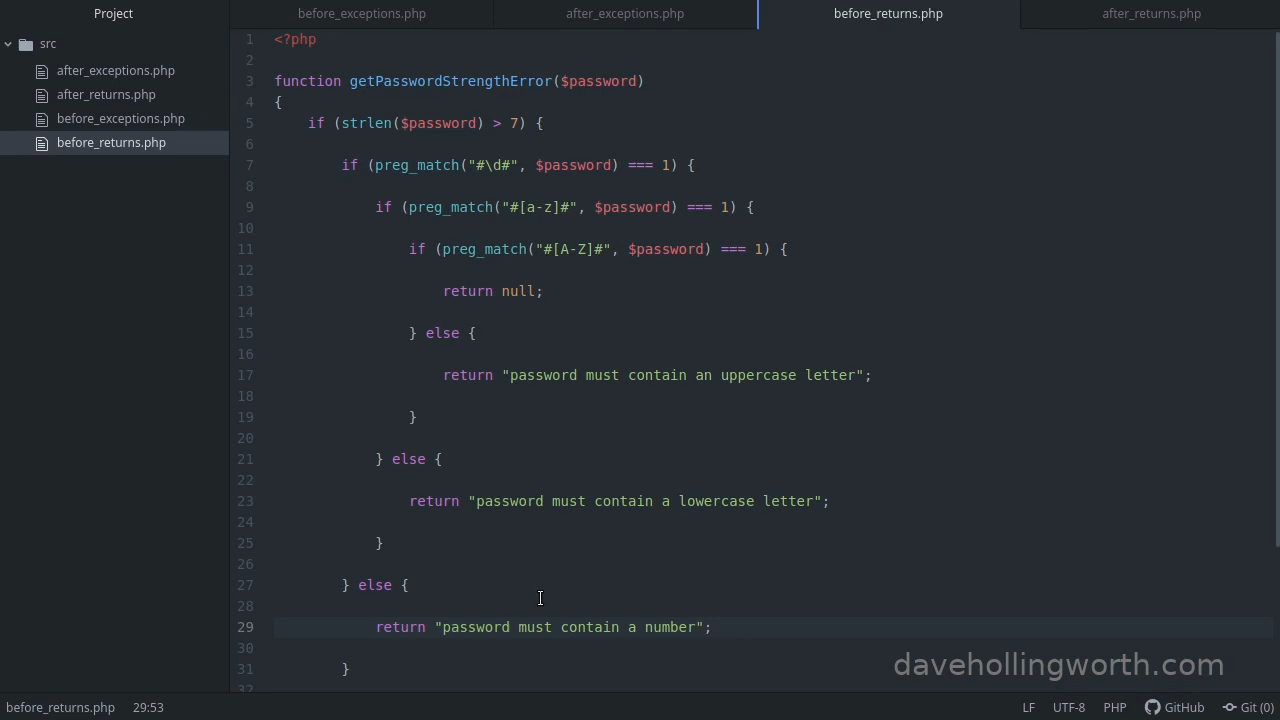 Project
before_exceptions.php
after_exceptions.php
before_returns.php
after_returns.php
src
after_exceptions.php
after_returns.php
before_exceptions.php
before_returns.php
1 <?php
2
3 function getPasswordStrengthError($password)
4 {
5     if (strlen($password) > 7) {
6
7         if (preg_match("#\d#", $password) === 1) {
8
9             if (preg_match("#[a-z]#", $password) === 1) {
10
11                 if (preg_match("#[A-Z]#", $password) === 1) {
12
13                     return null;
14
15                 } else {
16
17                     return "password must contain an uppercase letter";
18
19                 }
20
21             } else {
22
23                 return "password must contain a lowercase letter";
24
25             }
26
27         } else {
28
29             return "password must contain a number";
30
31         }
32
davehollingworth.com
before_returns.php 29:53 LF UTF-8 PHP GitHub Git (0)